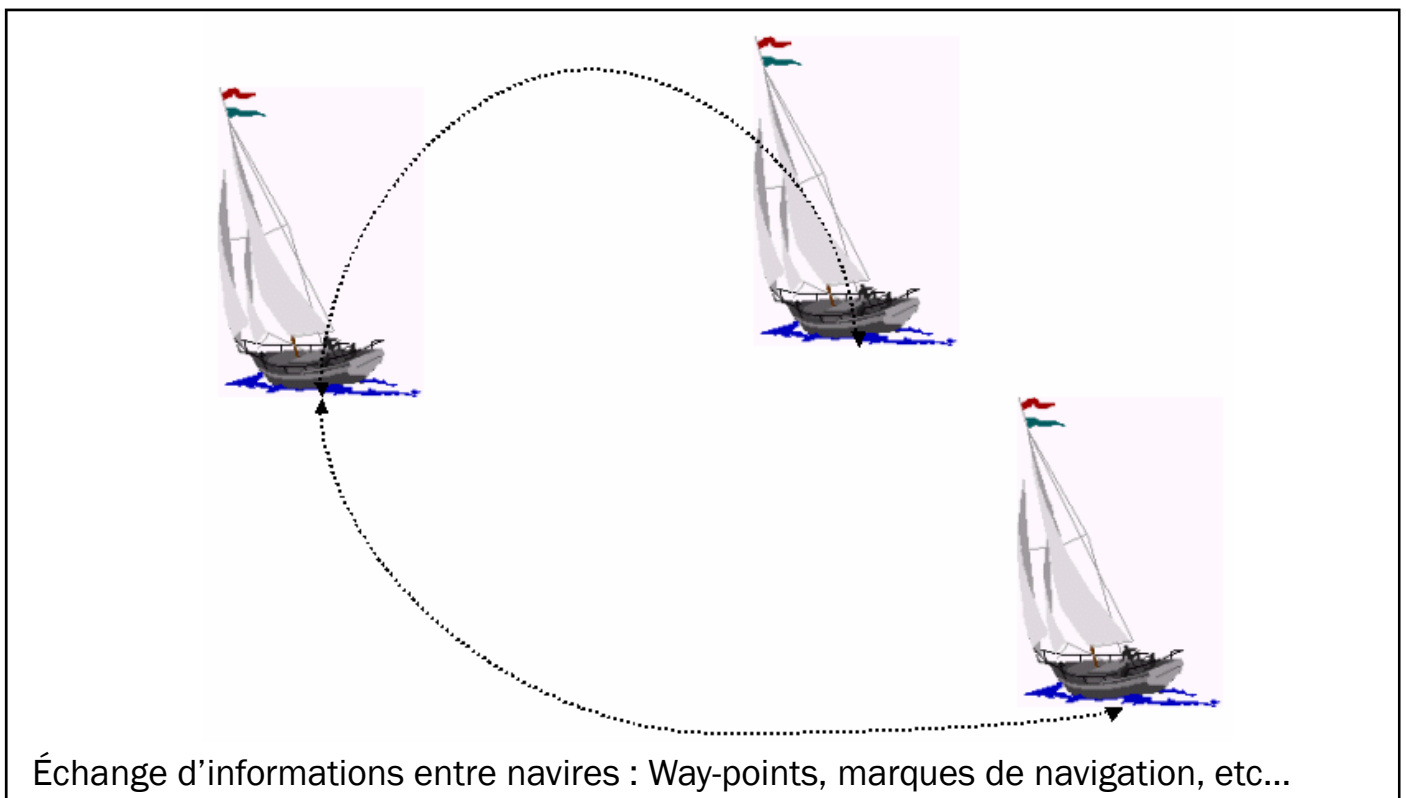 Échange d’informations entre navires : Way-points, marques de navigation, etc...